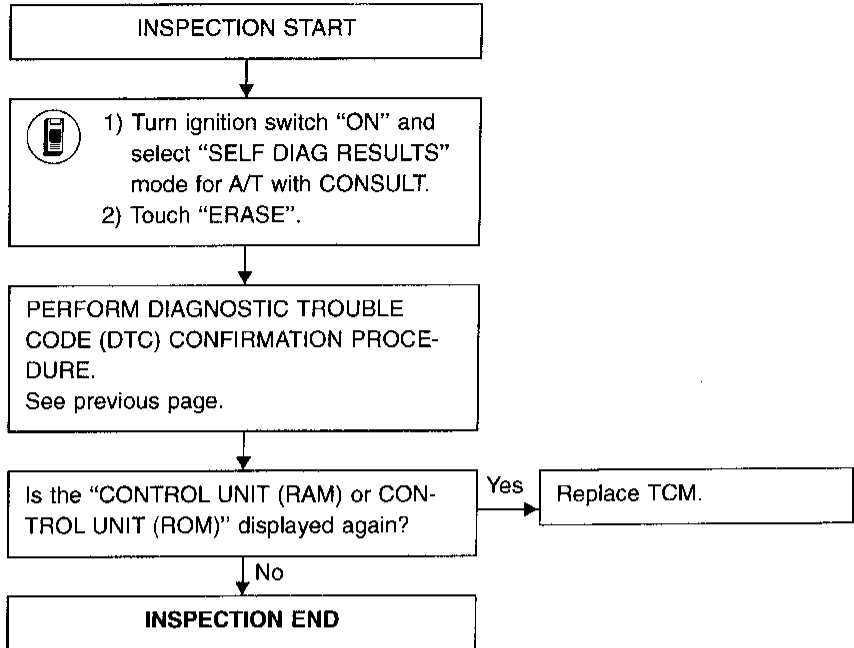 INSPECTION START
1) Turn ignition switch “ON” and
select “SELF DIAG RESULTS”
mode for A/T with CONSULT.
2) Touch “ERASE”.
PERFORM DIAGNOSTIC TROUBLE
CODE (DTC) CONFIRMATION PROCE-
DURE.
See previous page.
Is the “CONTROL UNIT (RAM) or CON-
TROL UNIT (ROM)” displayed again?
Yes
Replace TCM.
No
INSPECTION END